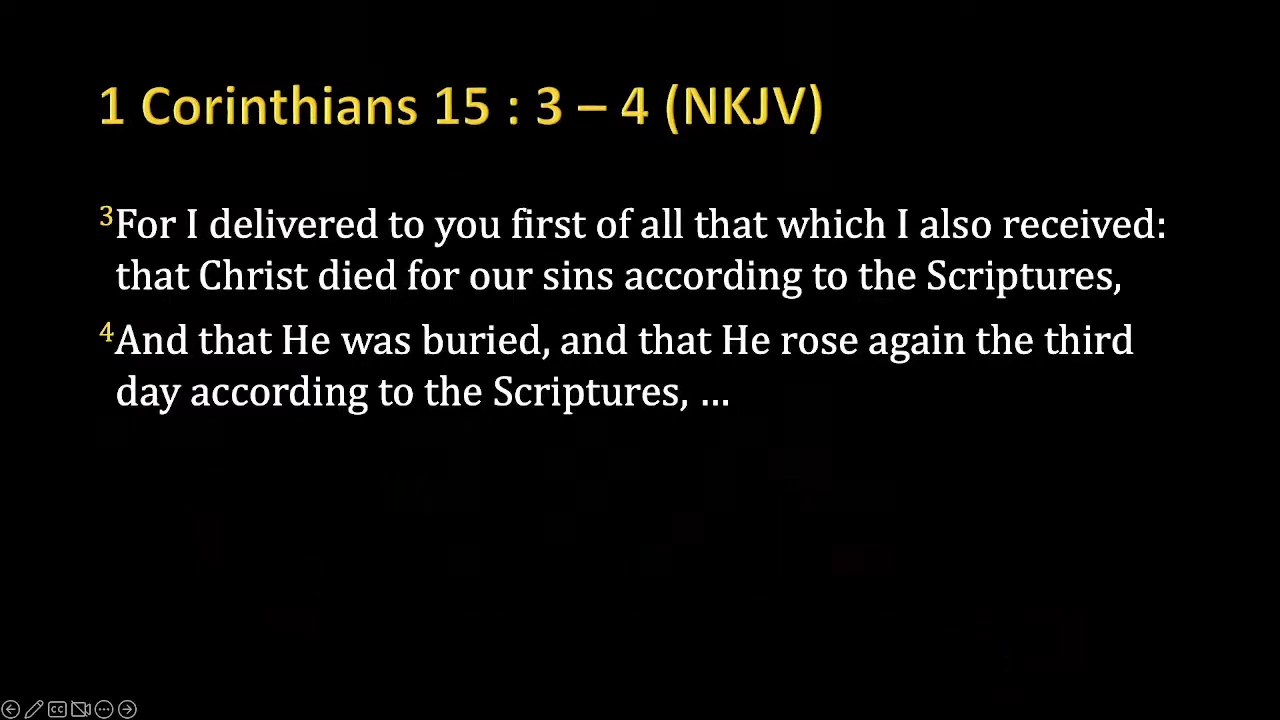 1 Corinthians 15 : 3 – 4 (NKJV)
3For I delivered to you first of all that which I also received:
that Christ died for our sins according to the Scriptures,
4And that He was buried, and that He rose again the third
day according to the Scriptures, ...
CC